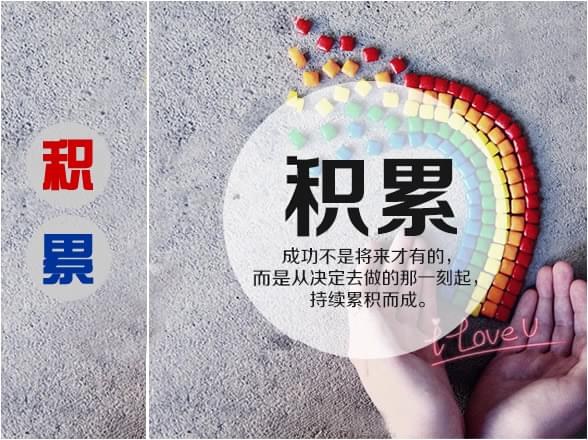 积
累
积累
成功不是将来才有的，
而是从决定去做的那一刻起，
持续累积而成。
i Love U